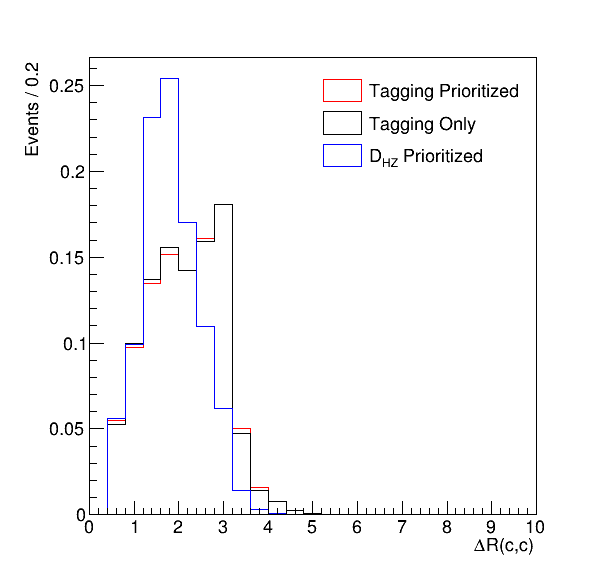 Events / 0.2
0.25
0.2
0.15
0.1
0.05
0
Tagging Prioritized
Tagging Only
D_HZ Prioritized
0 1 2 3 4 5 6 7 8 9 10
ΔR(c,c)